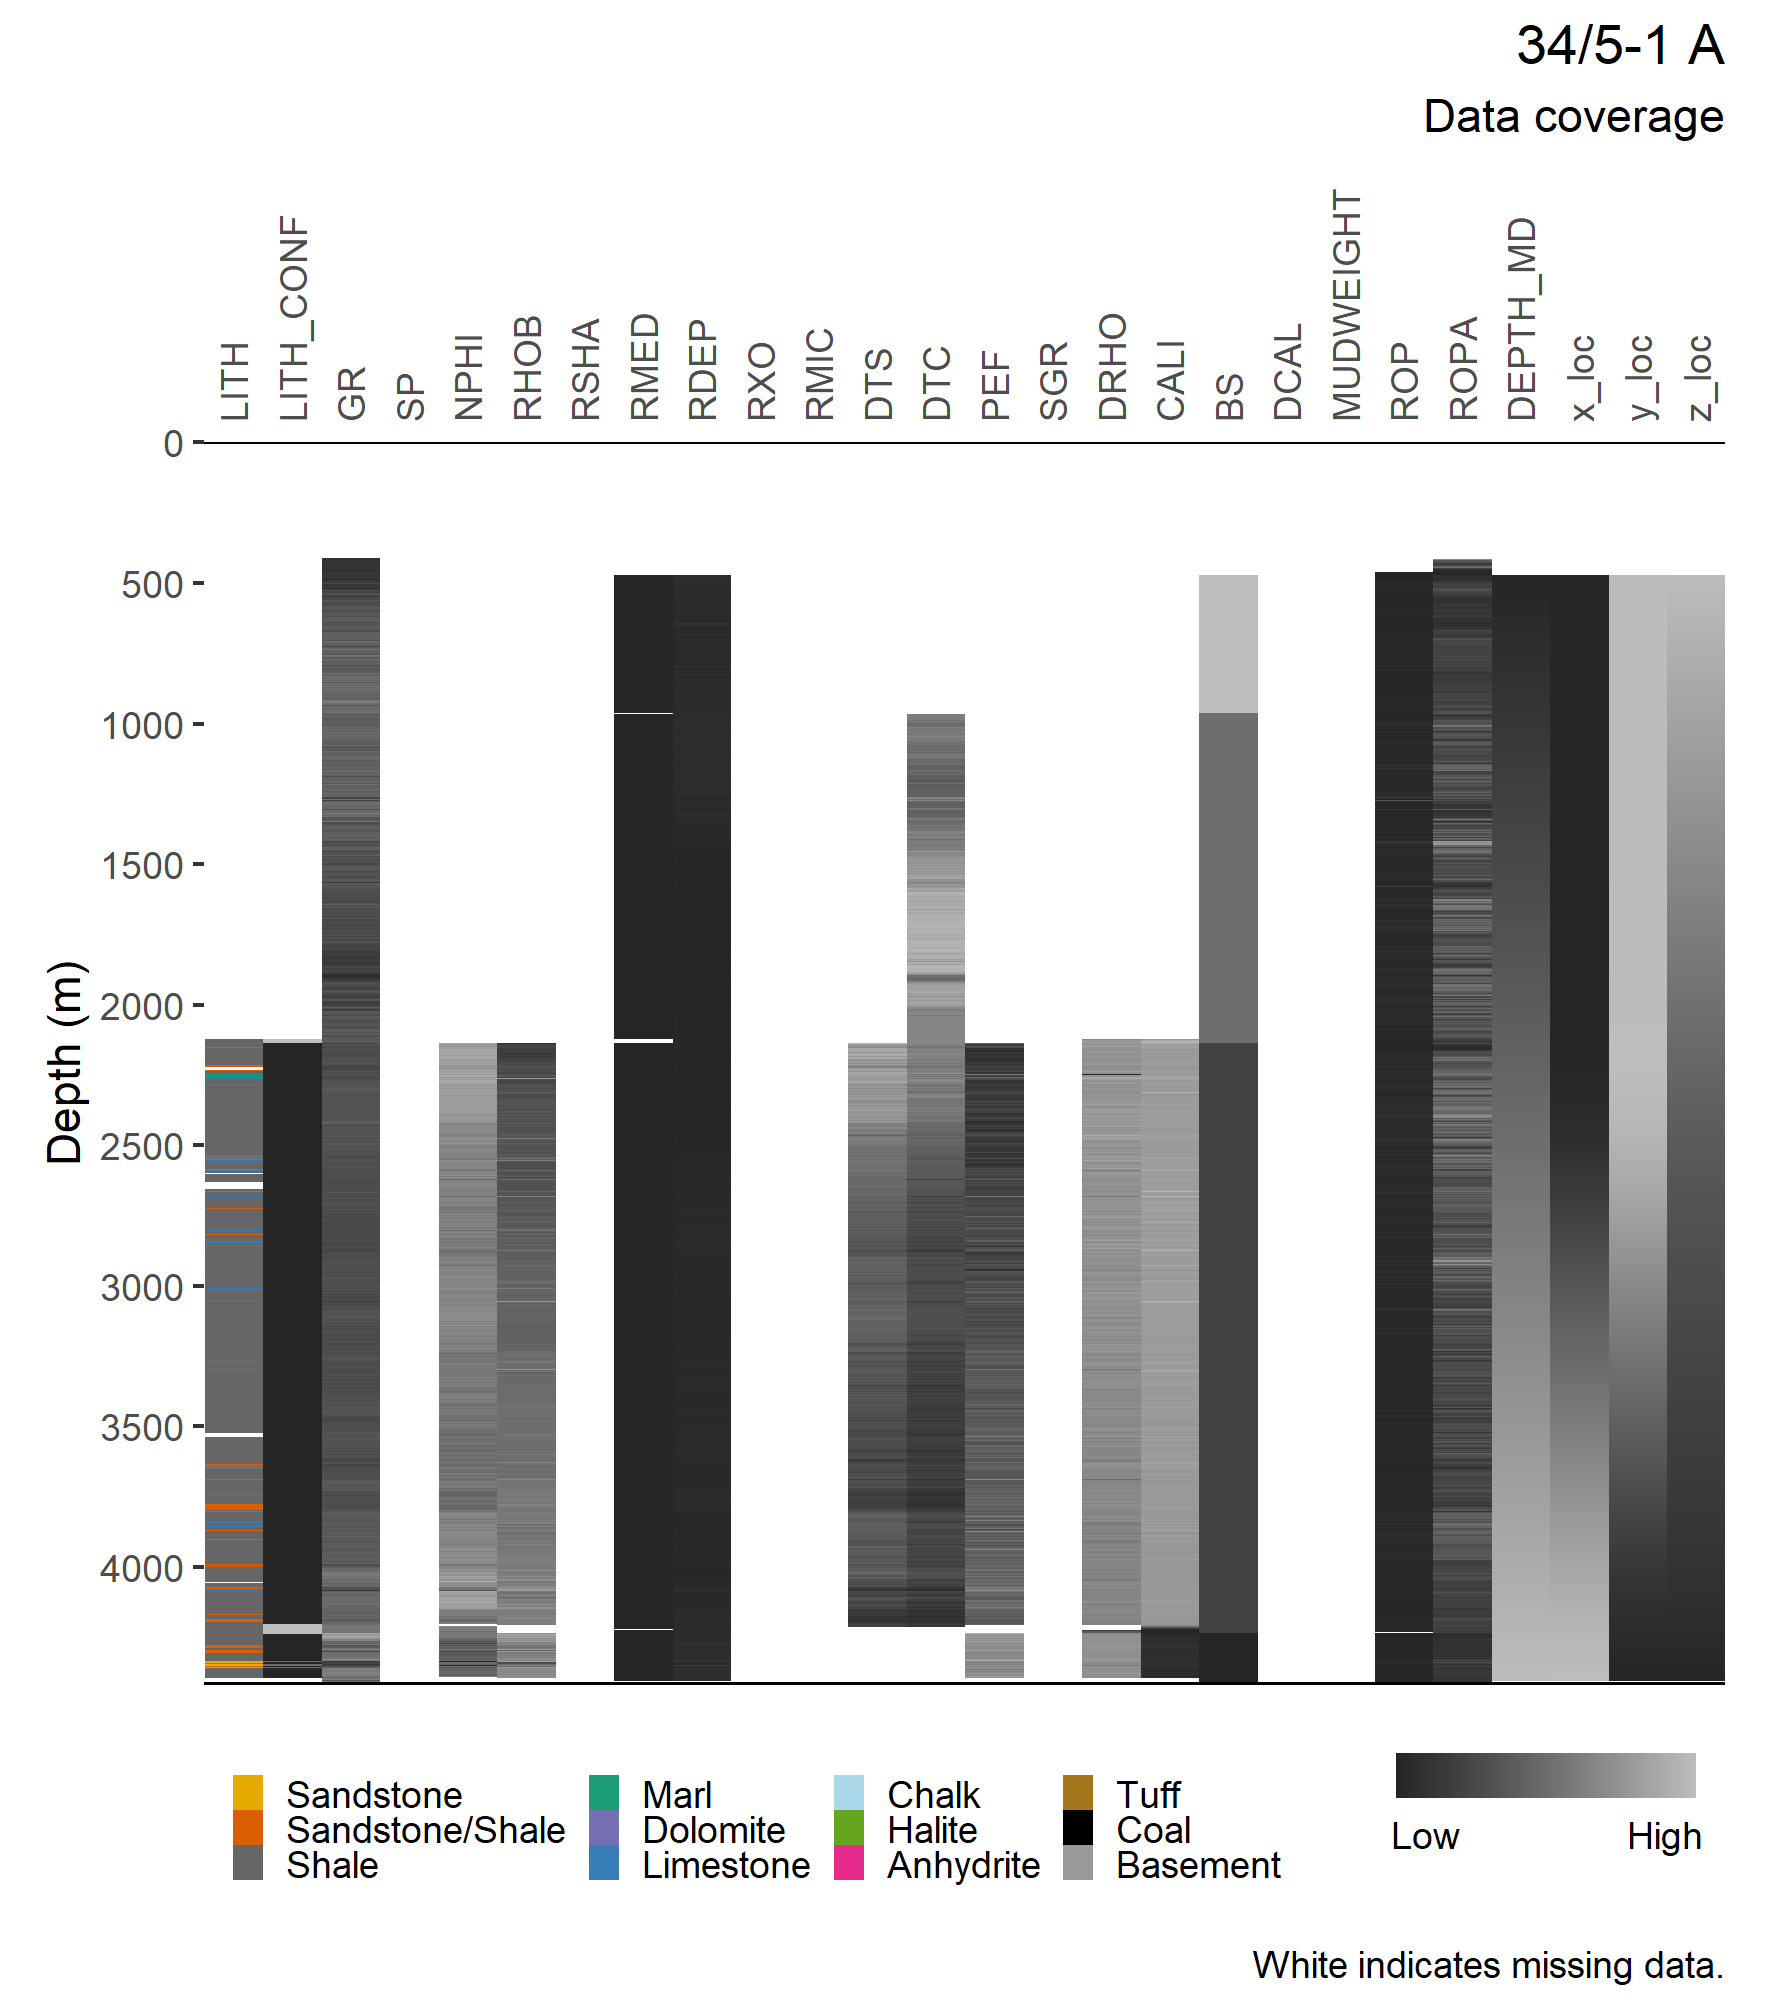 34/5-1 A
Data coverage
LITH
LITH_CONF
GR
SP
NPHI
RHOB
RSHA
RMED
RDEP
RXO
RMIC
DTS
DTC
PEF
SGR
DRHO
CALI
BS
DCAL
MUDWEIGHT
ROP
ROPA
DEPTH_MD
x_loc
y_loc
z_loc
0
500
1000
1500
2000
2500
3000
3500
4000
Depth (m)
Sandstone
Sandstone/Shale
Shale
Marl
Dolomite
Limestone
Chalk
Halite
Anhydrite
Tuff
Coal
Basement
Low High
White indicates missing data.